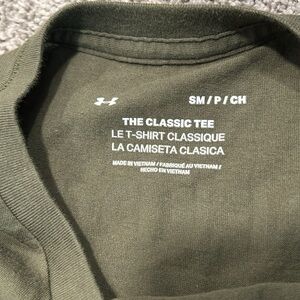 SM / P / CH
THE CLASSIC TEE
LE T-SHIRT CLASSIQUE
LA CAMISETA CLASICA
MADE IN VIETNAM / FABRIQUÉ AU VIETNAM /
HECHO EN VIETNAM